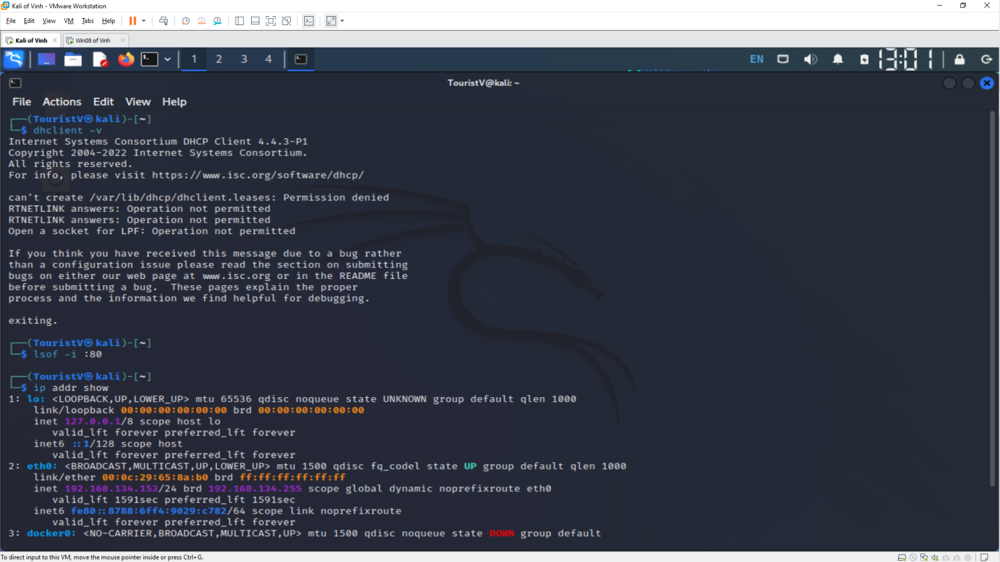 Kali of Vinh - VMware Workstation
File Edit View VM Tabs Help
Kali of Vinh Win08 of Vinh
1 2 3 4 EN 13:01
TouristV@kali: ~
File Actions Edit View Help
┌──(TouristV㉿kali)-[~]
└─$ dhclient -v
Internet Systems Consortium DHCP Client 4.4.3-P1
Copyright 2004-2022 Internet Systems Consortium.
All rights reserved.
For info, please visit https://www.isc.org/software/dhcp/
can't create /var/lib/dhcp/dhclient.leases: Permission denied
RTNETLINK answers: Operation not permitted
RTNETLINK answers: Operation not permitted
Open a socket for LPF: Operation not permitted
If you think you have received this message due to a bug rather
than a configuration issue please read the section on submitting
bugs on either our web page at www.isc.org or in the README file
before submitting a bug.  These pages explain the proper
process and the information we find helpful for debugging.
exiting.
┌──(TouristV㉿kali)-[~]
└─$ lsof -i :80
┌──(TouristV㉿kali)-[~]
└─$ ip addr show
1: lo: <LOOPBACK,UP,LOWER_UP> mtu 65536 qdisc noqueue state UNKNOWN group default qlen 1000
link/loopback 00:00:00:00:00:00 brd 00:00:00:00:00:00
inet 127.0.0.1/8 scope host lo
valid_lft forever preferred_lft forever
inet6 ::1/128 scope host
valid_lft forever preferred_lft forever
2: eth0: <BROADCAST,MULTICAST,UP,LOWER_UP> mtu 1500 qdisc fq_codel state UP group default qlen 1000
link/ether 00:0c:29:65:8a:b0 brd ff:ff:ff:ff:ff:ff
inet 192.168.134.153/24 brd 192.168.134.255 scope global dynamic noprefixroute eth0
valid_lft 1591sec preferred_lft 1591sec
inet6 fe80::8788:6ff4:9029:c782/64 scope link noprefixroute
valid_lft forever preferred_lft forever
3: docker0: <NO-CARRIER,BROADCAST,MULTICAST,UP> mtu 1500 qdisc noqueue state DOWN group default
To direct input to this VM, move the mouse pointer inside or press Ctrl+G.